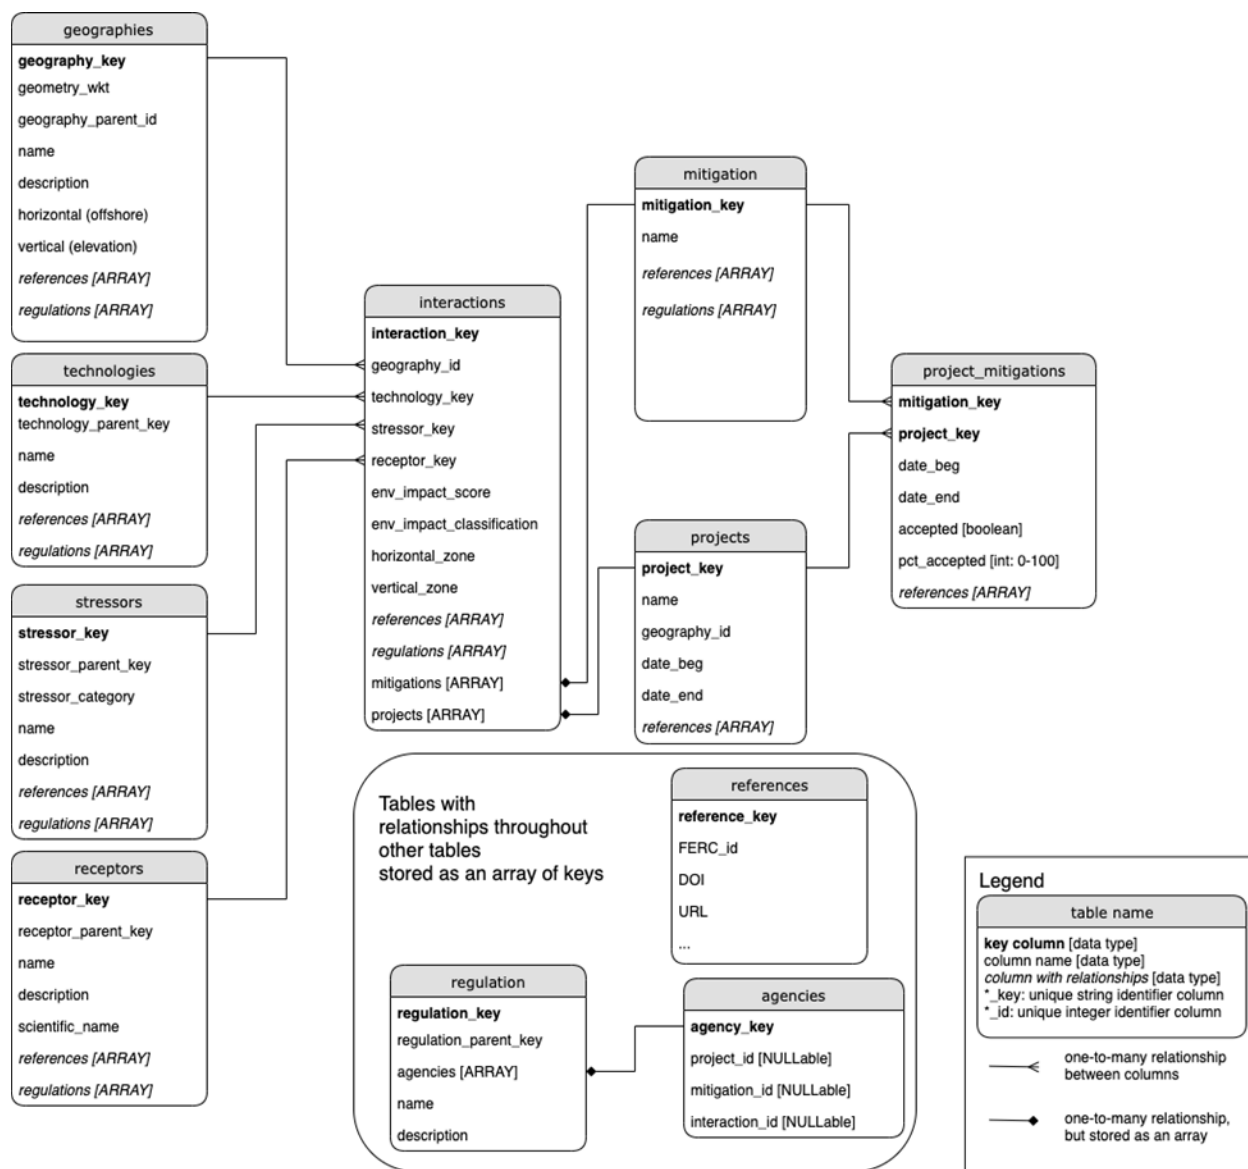 geographies
geography_key
geometry_wkt
geography_parent_id
name
description
horizontal (offshore)
vertical (elevation)
references [ARRAY]
regulations [ARRAY]
technologies
technology_key
technology_parent_key
name
description
references [ARRAY]
regulations [ARRAY]
stressors
stressor_key
stressor_parent_key
stressor_category
name
description
references [ARRAY]
regulations [ARRAY]
receptors
receptor_key
receptor_parent_key
name
description
scientific_name
references [ARRAY]
regulations [ARRAY]
interactions
interaction_key
geography_id
technology_key
stressor_key
receptor_key
env_impact_score
env_impact_classification
horizontal_zone
vertical_zone
references [ARRAY]
regulations [ARRAY]
mitigations [ARRAY]
projects [ARRAY]
mitigation
mitigation_key
name
references [ARRAY]
regulations [ARRAY]
projects
project_key
name
geography_id
date_beg
date_end
references [ARRAY]
project_mitigations
mitigation_key
project_key
date_beg
date_end
accepted [boolean]
pct_accepted [int: 0-100]
references [ARRAY]
Tables with
relationships throughout
other tables
stored as an array of keys
references
reference_key
FERC_id
DOI
URL
...
regulation
regulation_key
regulation_parent_key
agencies [ARRAY]
name
description
agencies
agency_key
project_id [NULLable]
mitigation_id [NULLable]
interaction_id [NULLable]
Legend
table name
key column [data type]
column name [data type]
column with relationships [data type]
*_key: unique string identifier column
*_id: unique integer identifier column
one-to-many relationship
between columns
one-to-many relationship,
but stored as an array